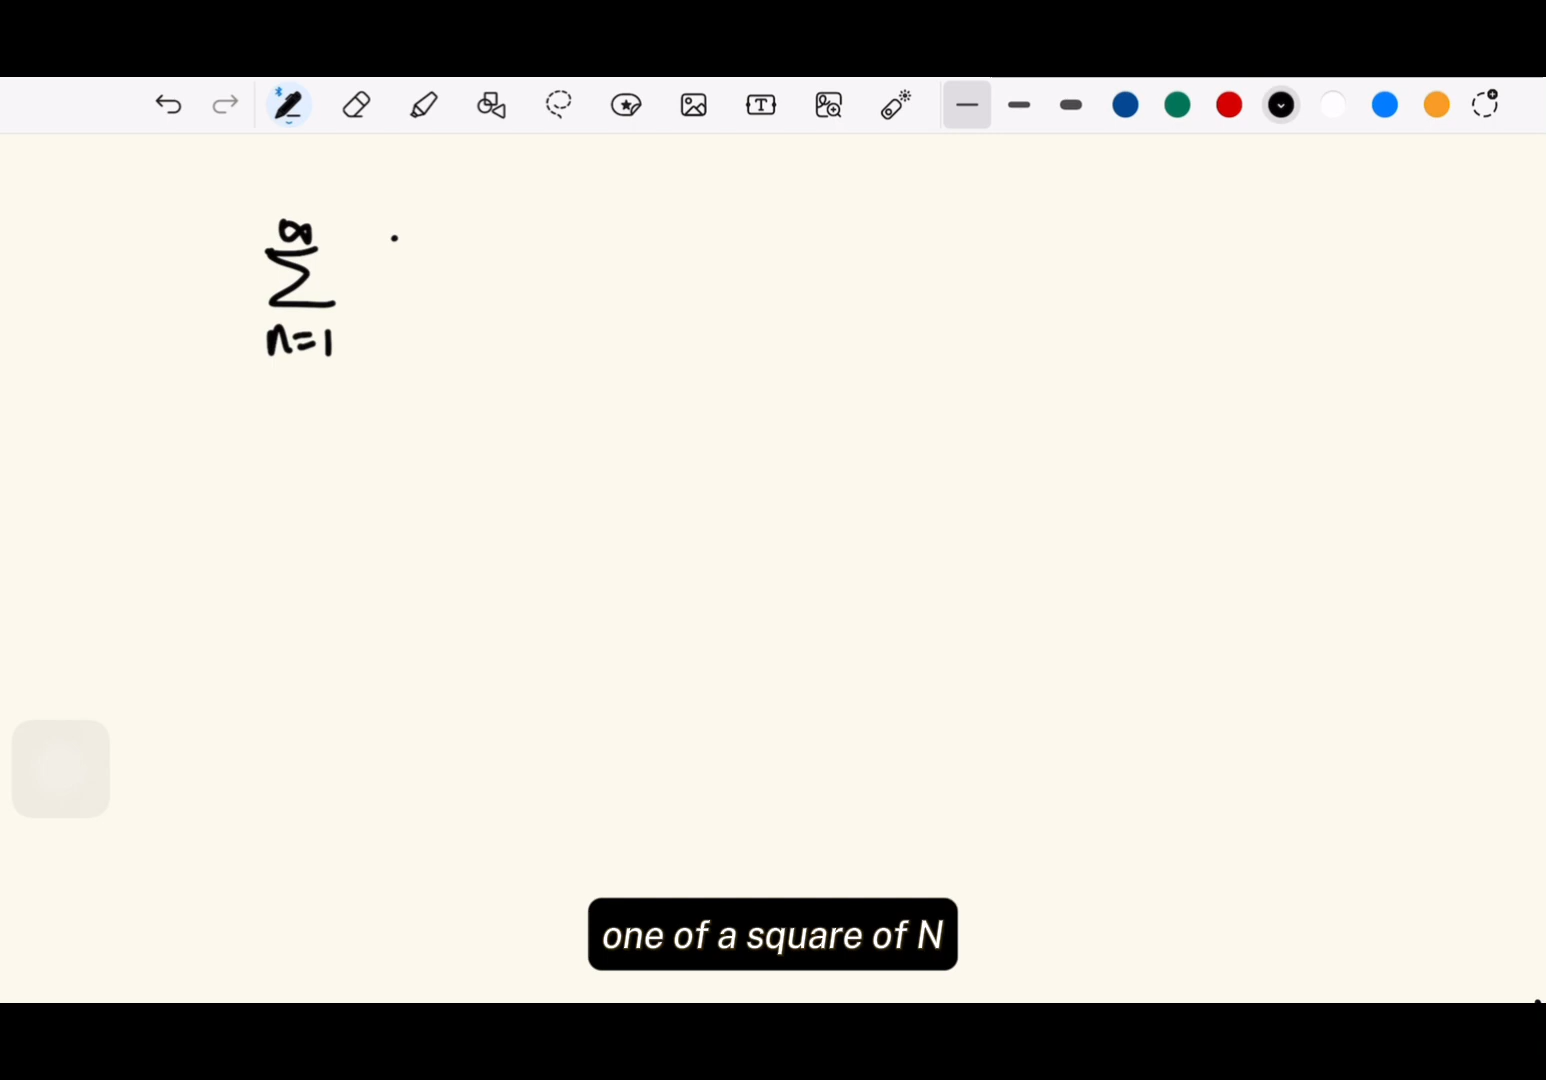 ∞
∑
n=1
one of a square of N